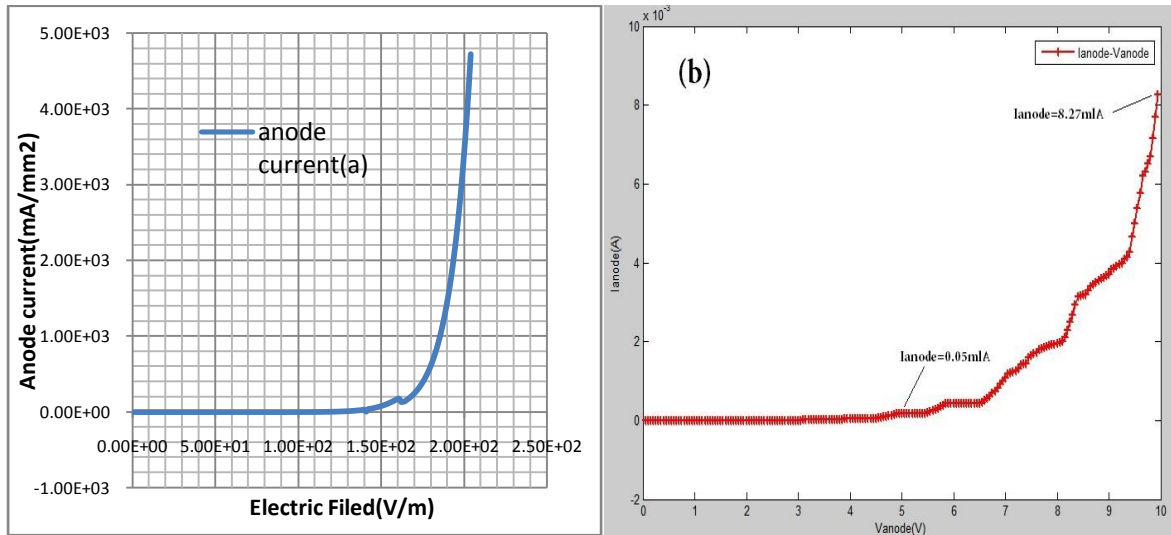 5.00E+03
4.00E+03
3.00E+03
2.00E+03
1.00E+03
0.00E+00
-1.00E+03
Anode current(mA/mm2)
anode
current(a)
0.00E+00 5.00E+01 1.00E+02 1.50E+02 2.00E+02 2.50E+02
Electric Filed(V/m)
10 x 10⁻³
8
6
4
2
0
-2
Ianode(A)
(b)
Ianode-Vanode
Ianode=8.27mlA
Ianode=0.05mlA
0 1 2 3 4 5 6 7 8 9 10
Vanode(V)